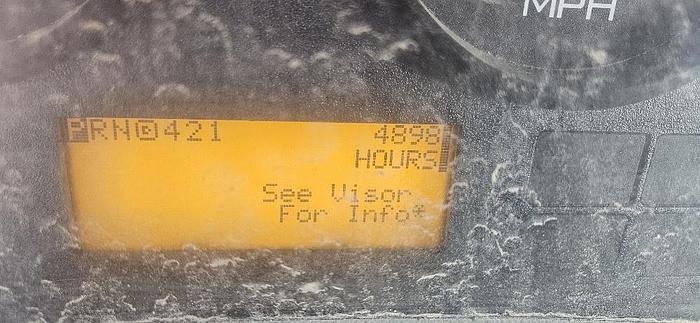 MPH
PRND421 4898
HOURS
See Visor
For Info*